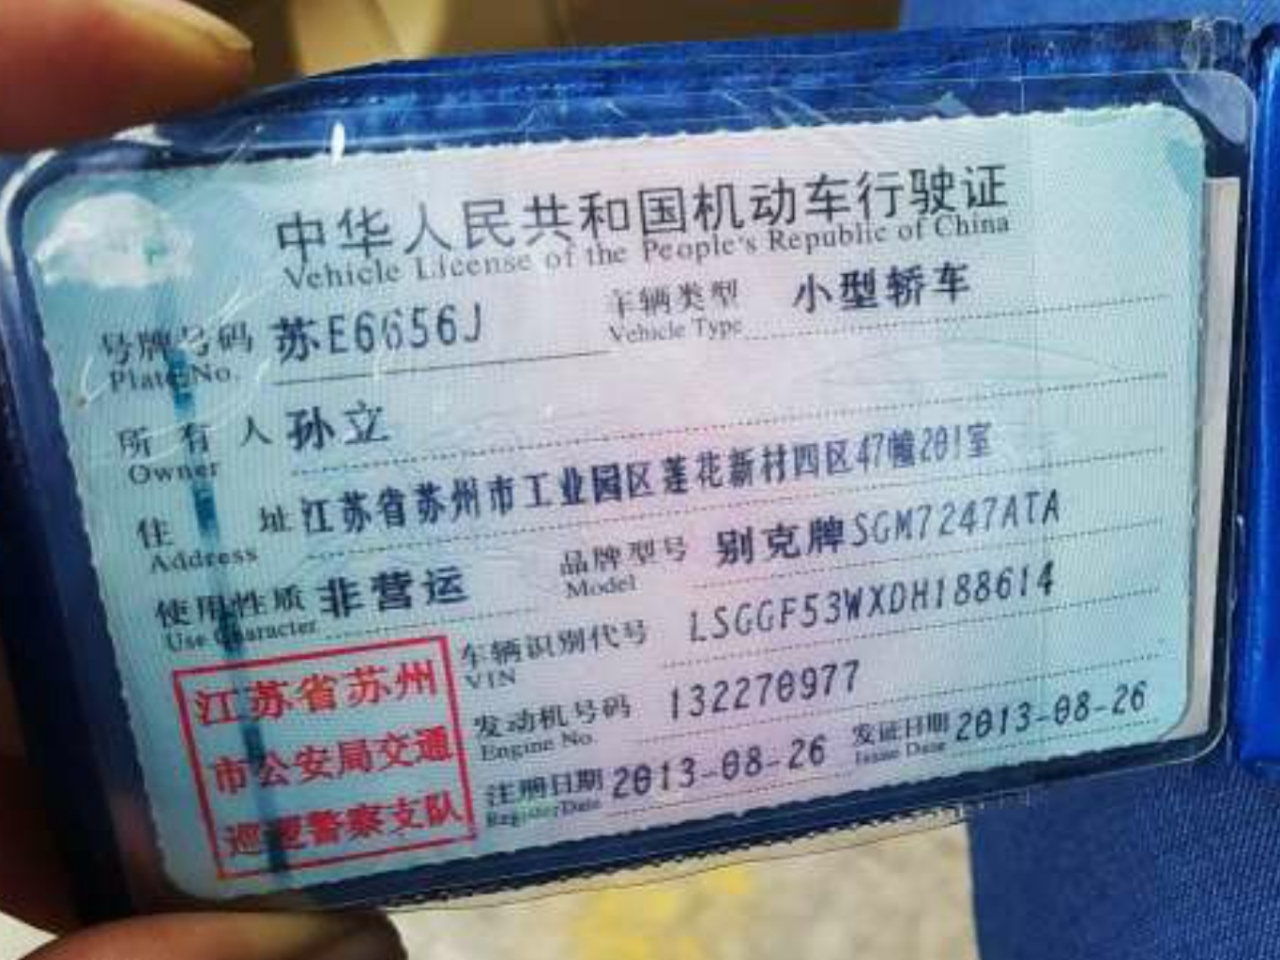 中华人民共和国机动车行驶证
Vehicle License of the People's Republic of China
号牌号码 苏E6656J 车辆类型 小型轿车
Plate No. Vehicle Type
所有人 孙立
Owner
住址 江苏省苏州市工业园区莲花新村四区47幢201室
Address
使用性质 非营运 品牌型号 别克牌SGM7247ATA
Use Character Model
车辆识别代号 LSGGF53WXDH188614
VIN
发动机号码 132270977
Engine No.
注册日期 2013-08-26 发证日期 2013-08-26
Register Date Issue Date
江苏省苏州
市公安局交通
巡逻警察支队